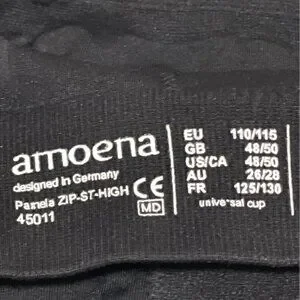 amoena
designed in Germany
Pamela ZIP-ST-HIGH CE
45011 MD
EU 110/115
GB 48/50
US/CA 48/50
AU 26/28
FR 125/130
universal cup